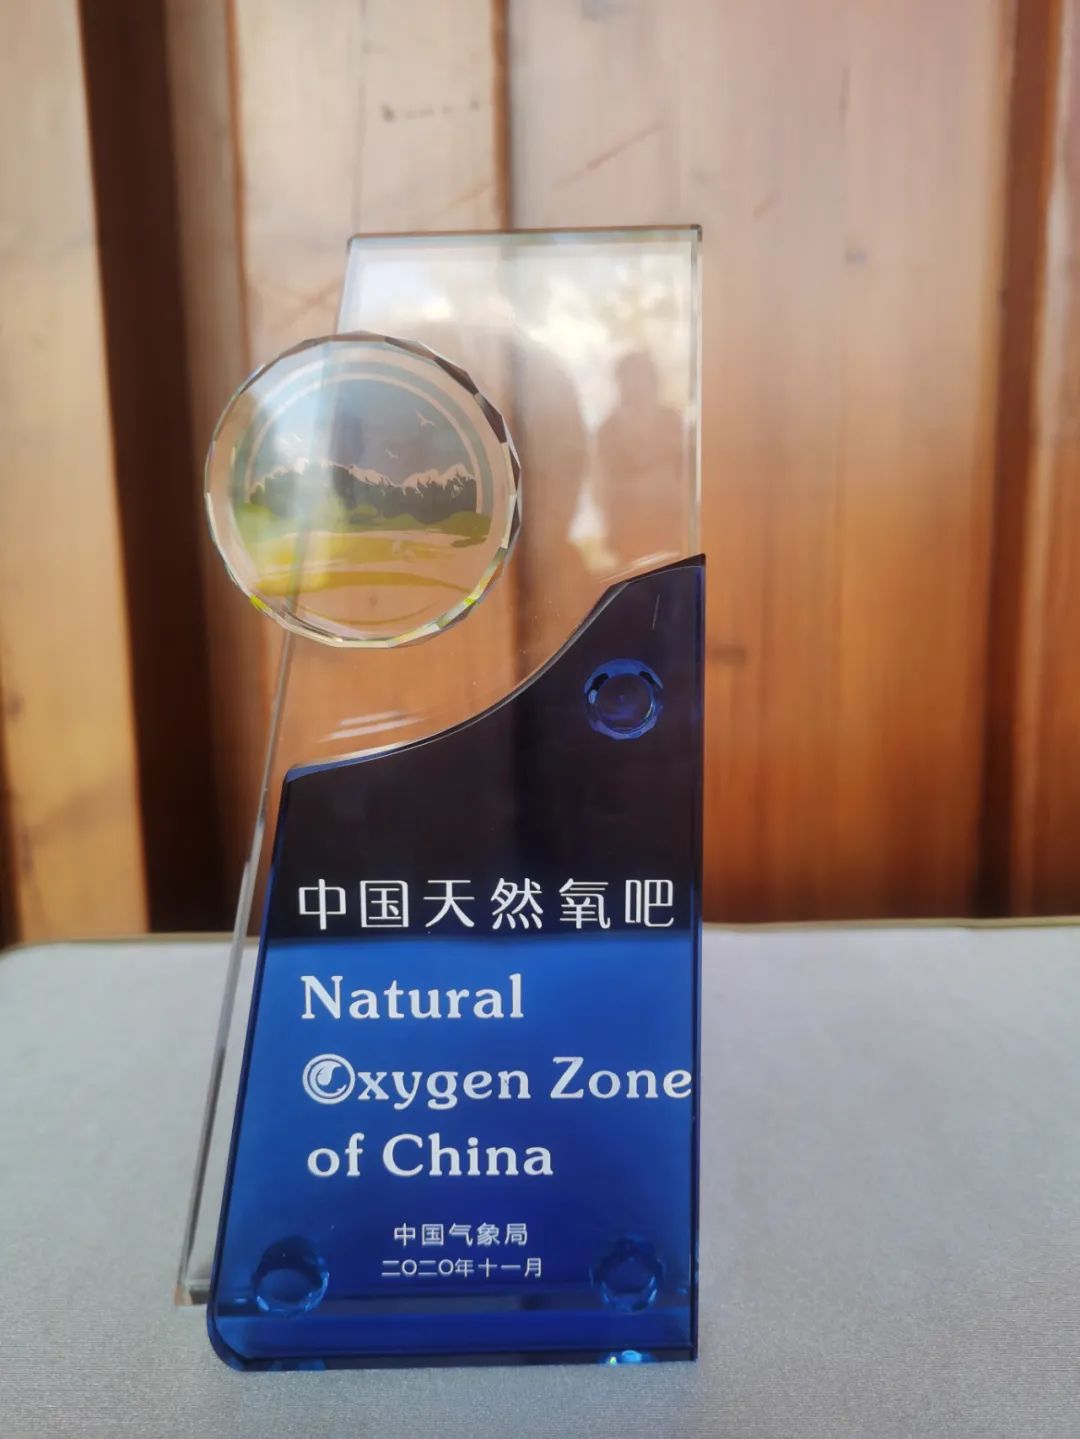 中国天然氧吧
Natural
Oxygen Zone
of China
中国气象局
二〇二〇年十一月